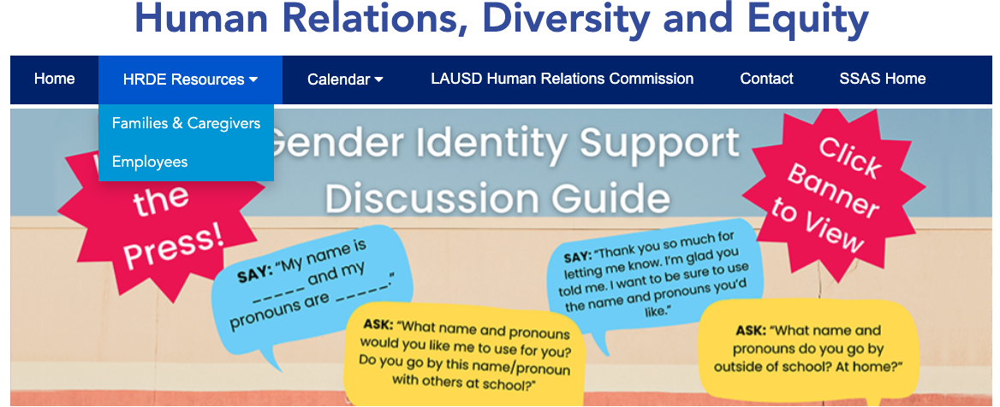 Human Relations, Diversity and Equity
Home HRDE Resources Calendar LAUSD Human Relations Commission Contact SSAS Home
Families & Caregivers
Employees
Gender Identity Support
Discussion Guide
the
Press!
Click
Banner
to View
SAY: “My name is
_____ and my
pronouns are _____.”
SAY: “Thank you so much for
letting me know. I’m glad you
told me. I want to be sure to use
the name and pronouns you’d
like.”
ASK: “What name and pronouns
would you like me to use for you?
Do you go by this name/pronoun
with others at school?”
ASK: “What name and
pronouns do you go by
outside of school? At home?”